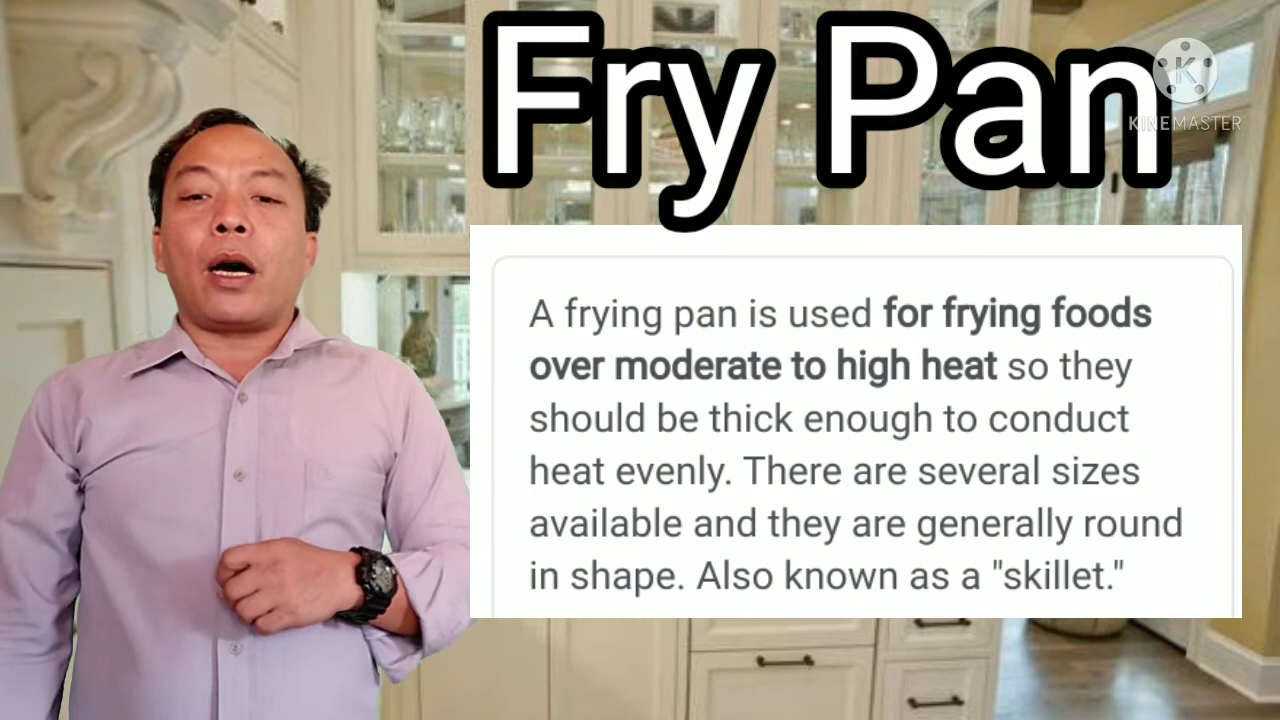 Fry Pan
KINEMASTER
A frying pan is used for frying foods
over moderate to high heat so they
should be thick enough to conduct
heat evenly. There are several sizes
available and they are generally round
in shape. Also known as a "skillet."